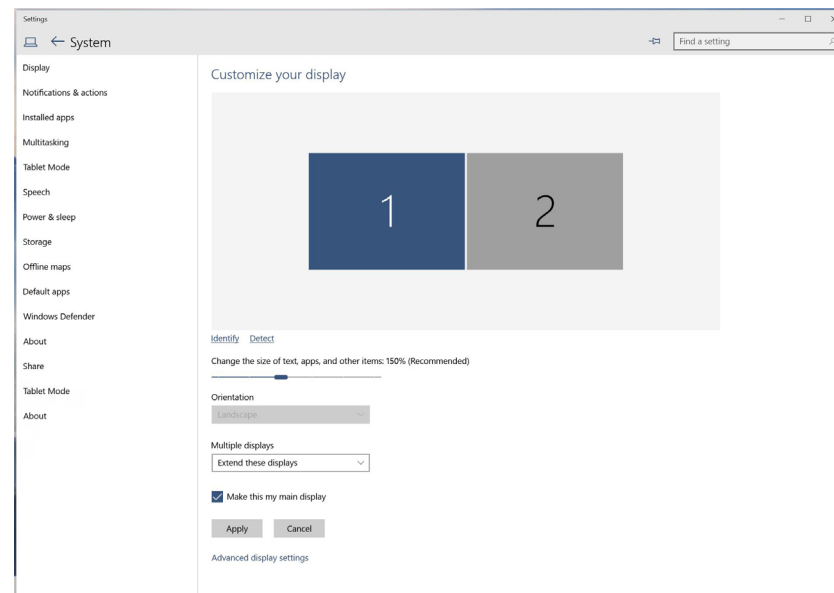 Settings
System
Find a setting
Display
Notifications & actions
Installed apps
Multitasking
Tablet Mode
Speech
Power & sleep
Storage
Offline maps
Default apps
Windows Defender
About
Share
Tablet Mode
About
Customize your display
1
2
Identify Detect
Change the size of text, apps, and other items: 150% (Recommended)
Orientation
Landscape
Multiple displays
Extend these displays
Make this my main display
Apply Cancel
Advanced display settings